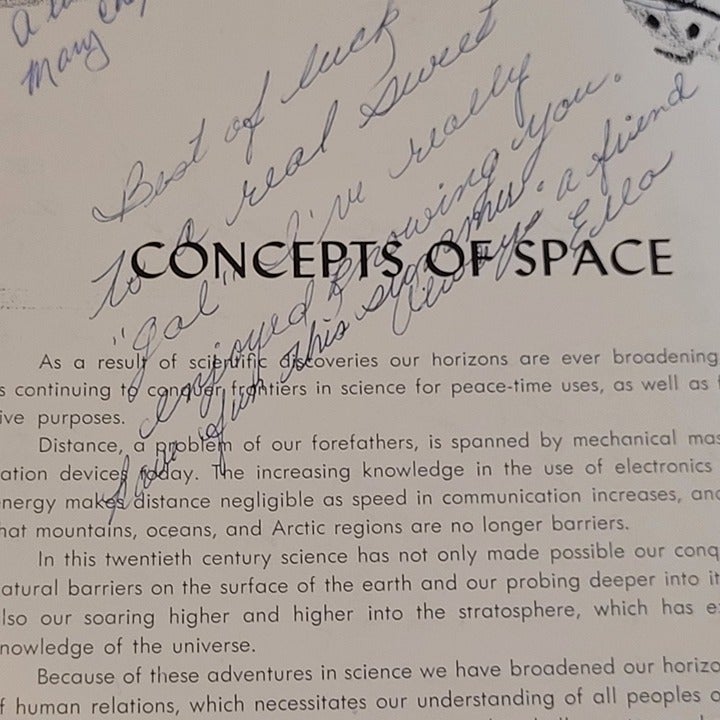 a
Mary
Best of luck
to a real sweet
"gal" I've really
enjoyed knowing you.
fun this summer.
Always a friend
Ella
CONCEPTS OF SPACE
As a result of scientific discoveries our horizons are ever broadening
s continuing to conquer frontiers in science for peace-time uses, as well as f
ive purposes.
Distance, a problem of our forefathers, is spanned by mechanical mas
ation devices today. The increasing knowledge in the use of electronics
nergy makes distance negligible as speed in communication increases, and
hat mountains, oceans, and Arctic regions are no longer barriers.
In this twentieth century science has not only made possible our conq
atural barriers on the surface of the earth and our probing deeper into it
lso our soaring higher and higher into the stratosphere, which has e
nowledge of the universe.
Because of these adventures in science we have broadened our horizo
f human relations, which necessitates our understanding of all peoples o